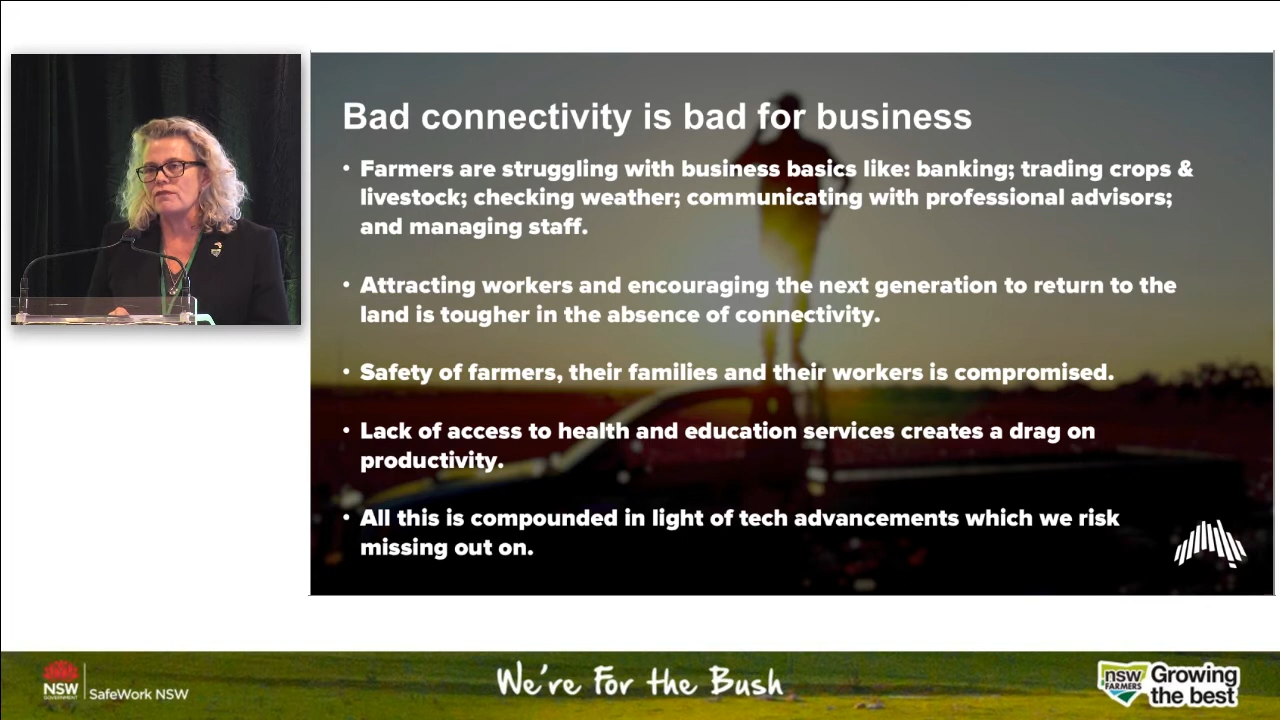 Bad connectivity is bad for business
• Farmers are struggling with business basics like: banking; trading crops &
livestock; checking weather; communicating with professional advisors;
and managing staff.
• Attracting workers and encouraging the next generation to return to the
land is tougher in the absence of connectivity.
• Safety of farmers, their families and their workers is compromised.
• Lack of access to health and education services creates a drag on
productivity.
• All this is compounded in light of tech advancements which we risk
missing out on.
NSW
GOVERNMENT
SafeWork NSW
We're For the Bush
nsw
FARMERS
Growing
the best